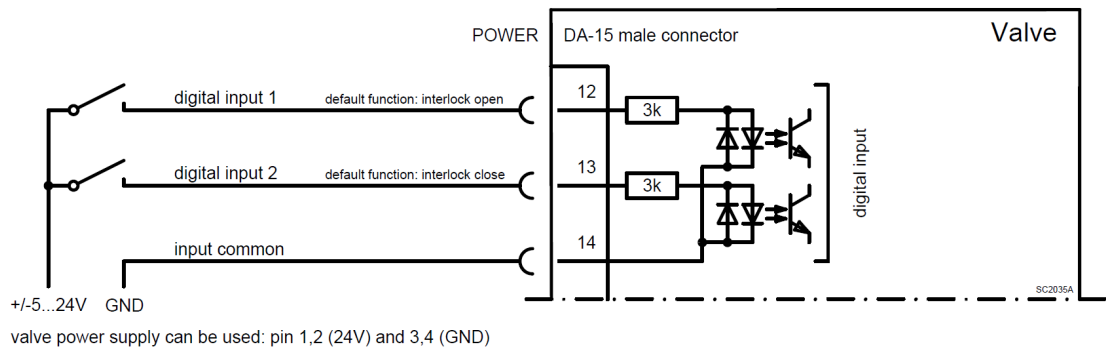 POWER DA-15 male connector Valve
digital input 1 default function: interlock open 12
3k
digital input 2 default function: interlock close 13
3k
digital input
input common 14
SC2035A
+/-5...24V GND
valve power supply can be used: pin 1,2 (24V) and 3,4 (GND)